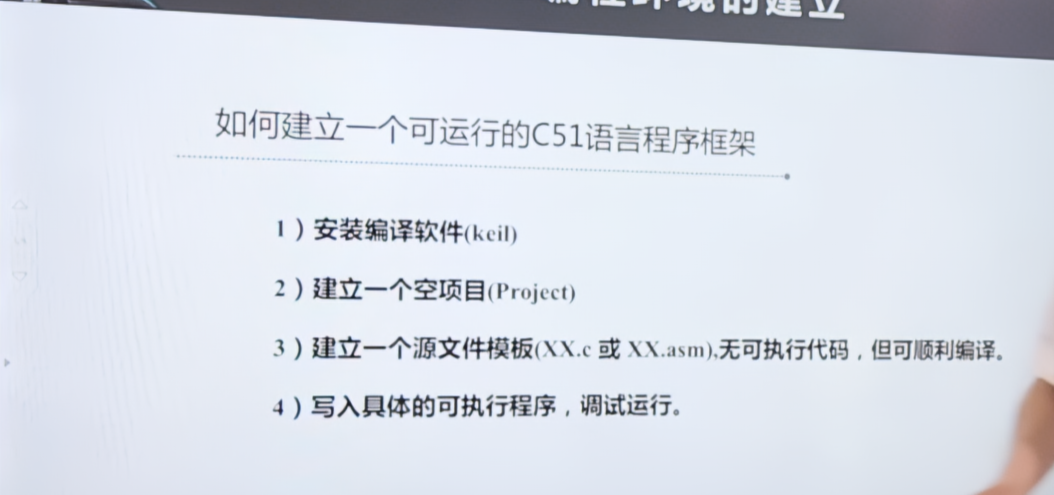 编程环境的建立
如何建立一个可运行的C51语言程序框架
1）安装编译软件(keil)
2）建立一个空项目(Project)
3）建立一个源文件模板(XX.c 或 XX.asm),无可执行代码，但可顺利编译。
4）写入具体的可执行程序，调试运行。